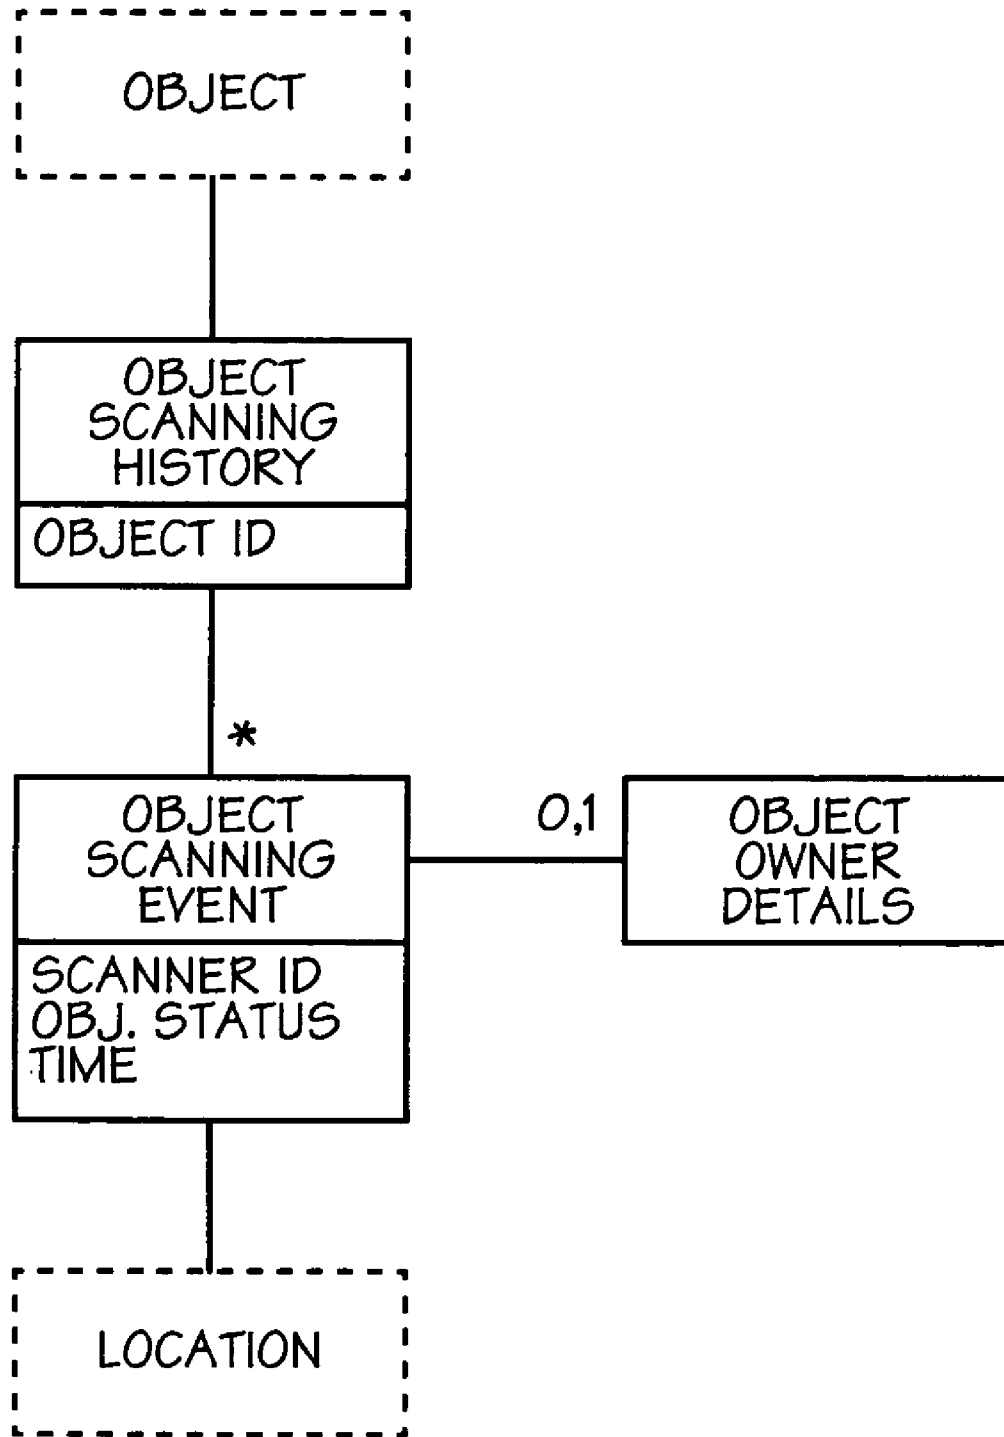 OBJECT
OBJECT
SCANNING
HISTORY
OBJECT ID
*
OBJECT
SCANNING
EVENT
0,1
OBJECT
OWNER
DETAILS
SCANNER ID
OBJ. STATUS
TIME
LOCATION